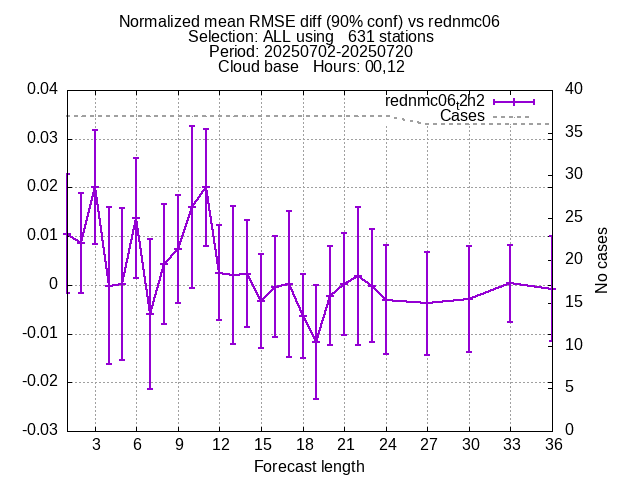 Normalized mean RMSE diff (90% conf) vs rednmc06
Selection: ALL using   631 stations
Period: 20250702-20250720
Cloud base   Hours: 00,12
rednmc06,2h2
Cases
0.04
0.03
0.02
0.01
0
-0.01
-0.02
-0.03
40
35
30
25
20
15
10
5
0
No cases
3 6 9 12 15 18 21 24 27 30 33 36
Forecast length